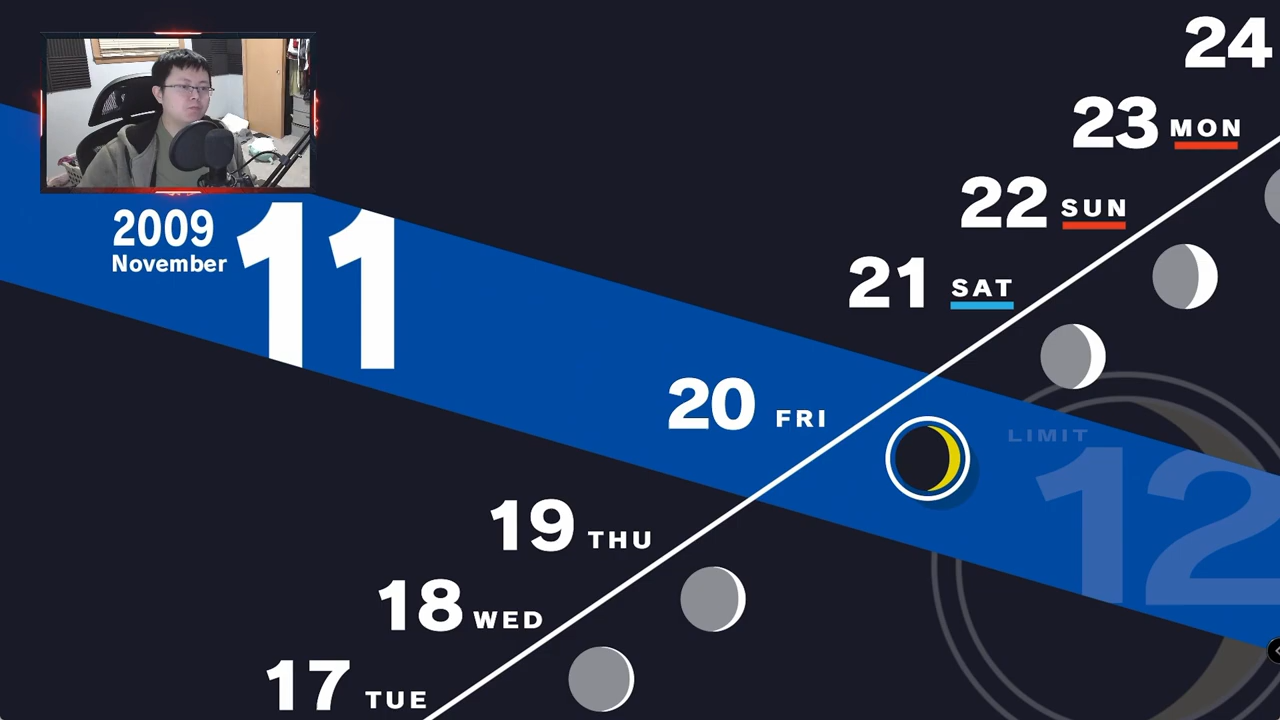 24
23 MON
22 SUN
2009
November
11
21 SAT
20 FRI
LIMIT
12
19 THU
18 WED
17 TUE